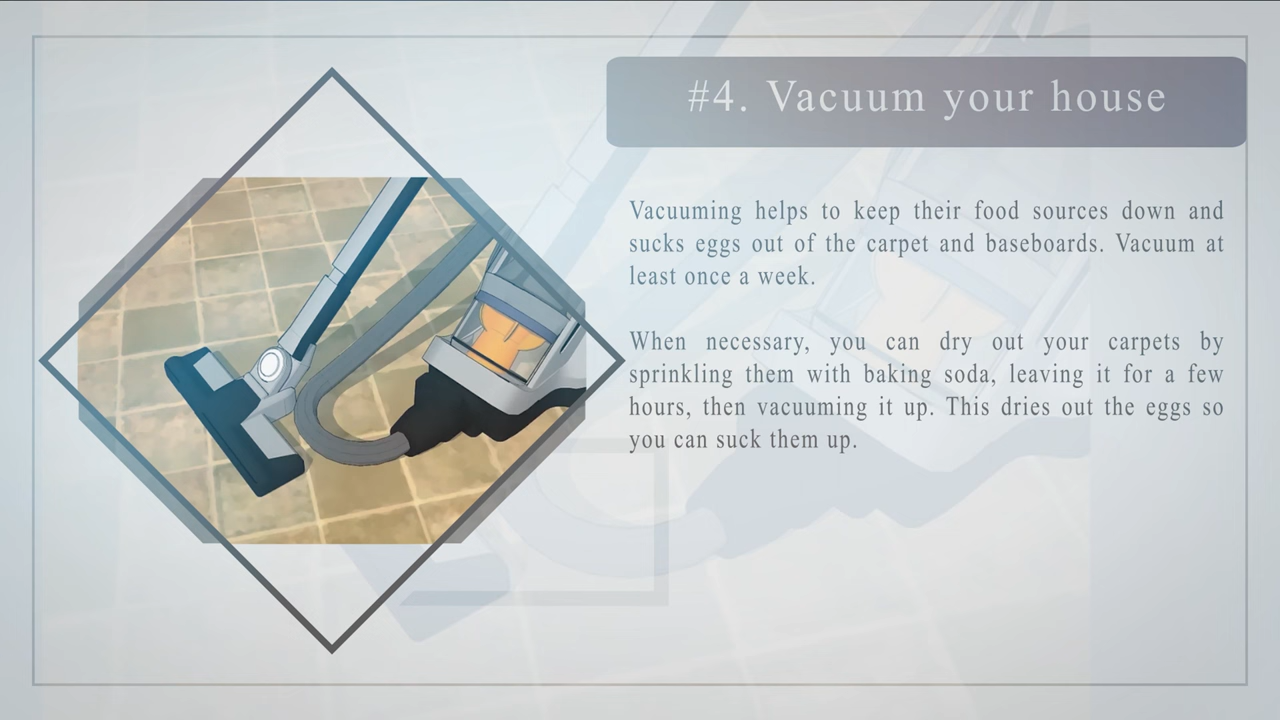 #4. Vacuum your house
Vacuuming helps to keep their food sources down and
sucks eggs out of the carpet and baseboards. Vacuum at
least once a week.
When necessary, you can dry out your carpets by
sprinkling them with baking soda, leaving it for a few
hours, then vacuuming it up. This dries out the eggs so
you can suck them up.